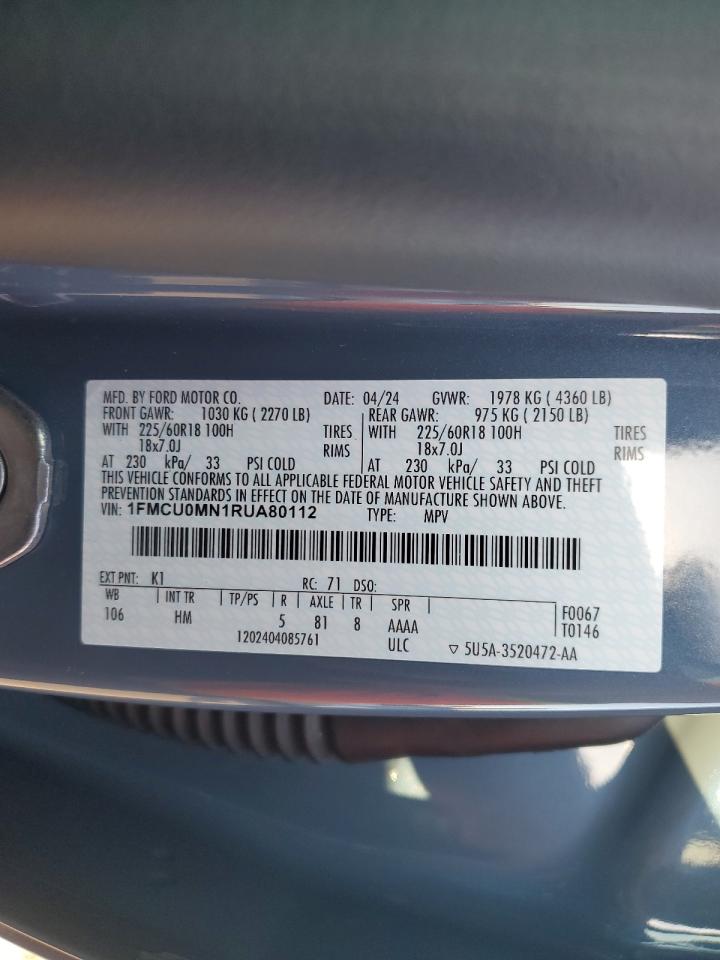 MFD. BY FORD MOTOR CO. DATE: 04/24 GVWR: 1978 KG ( 4360 LB)
FRONT GAWR: 1030 KG ( 2270 LB) REAR GAWR: 975 KG ( 2150 LB)
WITH 225/60R18 100H TIRES WITH 225/60R18 100H TIRES
18x7.0J RIMS 18x7.0J RIMS
AT 230 kPa/ 33 PSI COLD AT 230 kPa/ 33 PSI COLD
THIS VEHICLE CONFORMS TO ALL APPLICABLE FEDERAL MOTOR VEHICLE SAFETY AND THEFT
PREVENTION STANDARDS IN EFFECT ON THE DATE OF MANUFACTURE SHOWN ABOVE.
VIN: 1FMCU0MN1RUA80112 TYPE: MPV
EXT PNT: K1 RC: 71 DSO:
WB INT TR TP/PS R AXLE TR SPR F0067
106 HM 5 81 8 AAAA T0146
1202404085761 ULC ▽ 5U5A-3520472-AA